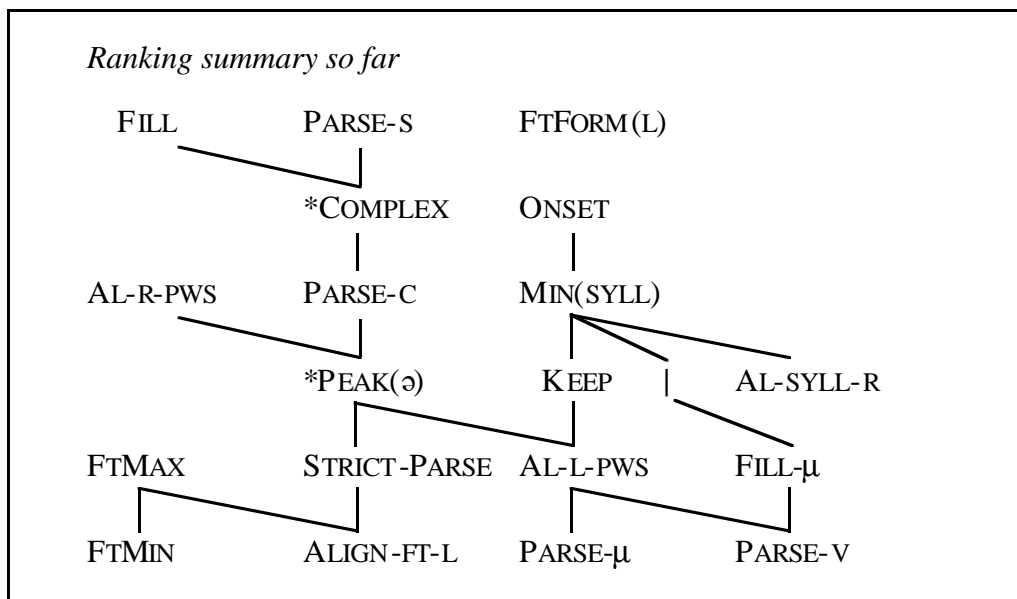 Ranking summary so far
FILL PARSE-S FTFORM(L)
*COMPLEX ONSET
AL-R-PWS PARSE-C MIN(SYLL)
*PEAK(ə) KEEP | AL-SYLL-R
FTMAX STRICT-PARSE AL-L-PWS FILL-μ
FTMIN ALIGN-FT-L PARSE-μ PARSE-V